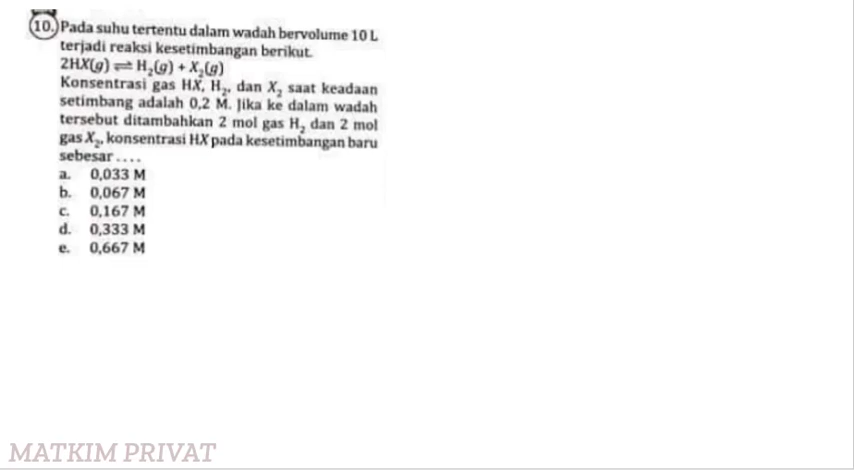 10. Pada suhu tertentu dalam wadah bervolume 10 L
terjadi reaksi kesetimbangan berikut.
2HX(g) ⇌ H₂(g) + X₂(g)
Konsentrasi gas HX, H₂, dan X₂ saat keadaan
setimbang adalah 0,2 M. Jika ke dalam wadah
tersebut ditambahkan 2 mol gas H₂ dan 2 mol
gas X₂, konsentrasi HX pada kesetimbangan baru
sebesar ....
a. 0,033 M
b. 0,067 M
c. 0,167 M
d. 0,333 M
e. 0,667 M
MATKIM PRIVAT